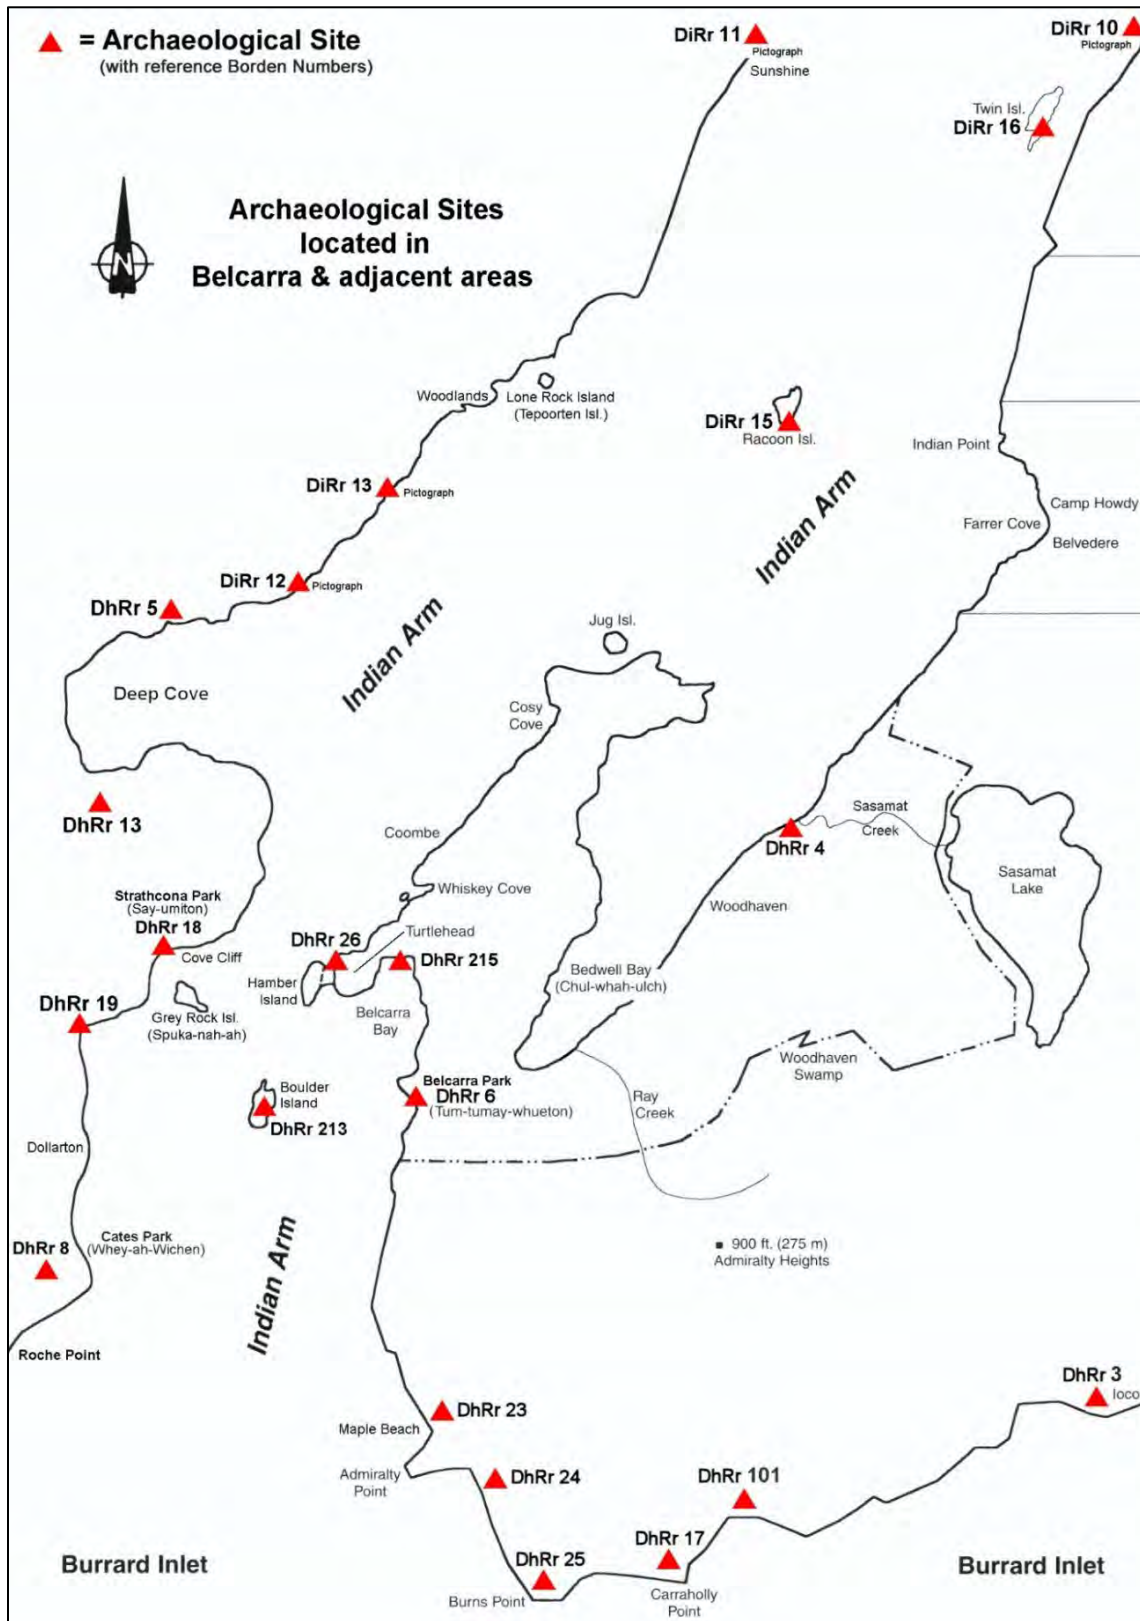 = Archaeological Site
(with reference Borden Numbers)
DiRr 11
Pictograph
Sunshine
DiRr 10
Pictograph
Twin Isl.
DiRr 16
N
Archaeological Sites
located in
Belcarra & adjacent areas
Woodlands
Lone Rock Island
(Tepoorten Isl.)
DiRr 15
Racoon Isl.
Indian Point
DiRr 13
Pictograph
Indian Arm
Camp Howdy
Farrer Cove
Belvedere
DiRr 12
Pictograph
DhRr 5
Indian Arm
Jug Isl.
Deep Cove
Cosy
Cove
DhRr 13
Coombe
Sasamat
Creek
DhRr 4
Whiskey Cove
Sasamat
Lake
Woodhaven
Strathcona Park
(Say-umiton)
DhRr 18
Cove Cliff
DhRr 26
Turtlehead
DhRr 215
Hamber
Island
Bedwell Bay
(Chul-whah-ulch)
DhRr 19
Grey Rock Isl.
(Spuka-nah-ah)
Belcarra
Bay
Woodhaven
Swamp
Boulder
Island
DhRr 213
Belcarra Park
DhRr 6
(Tum-tumay-whueton)
Ray
Creek
Dollarton
Cates Park
(Whey-ah-Wichen)
DhRr 8
900 ft. (275 m)
Admiralty Heights
Indian Arm
Roche Point
DhRr 3
Ioco
DhRr 23
Maple Beach
Admiralty
Point
DhRr 24
DhRr 101
DhRr 17
DhRr 25
Burrard Inlet
Burns Point
Carraholly
Point
Burrard Inlet